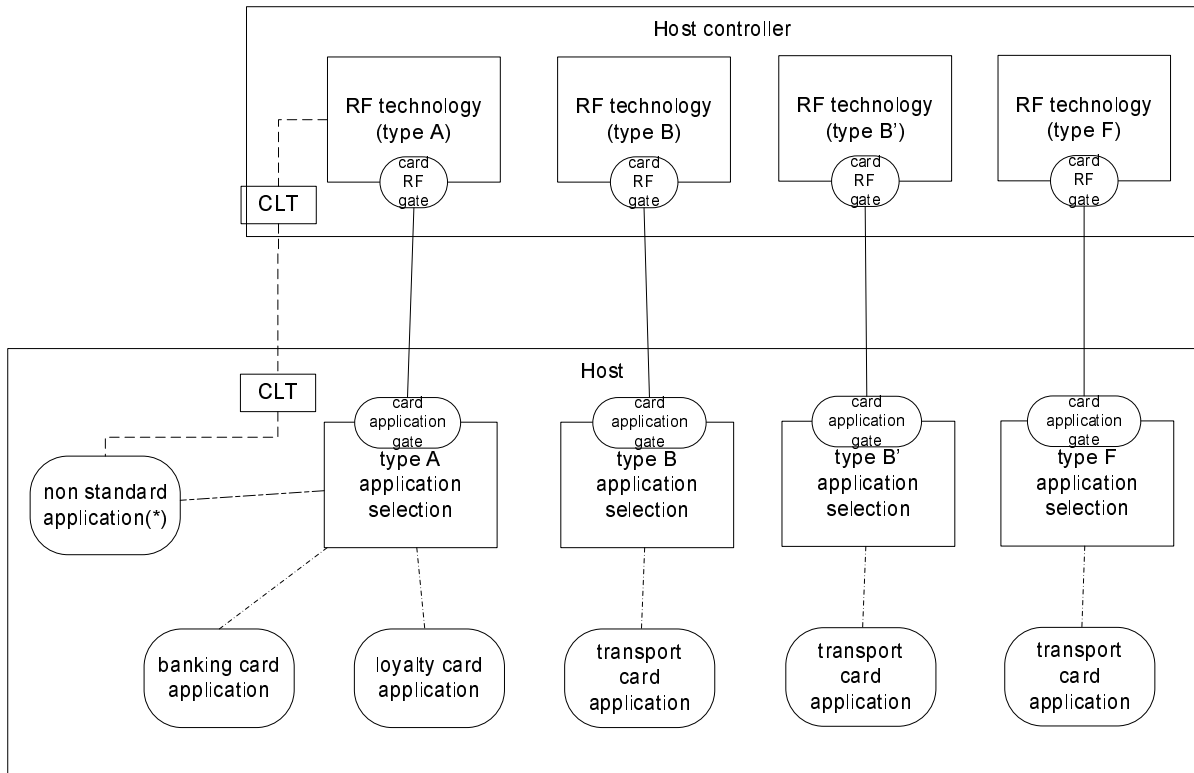 Host controller
RF technology
(type A)
RF technology
(type B)
RF technology
(type B’)
RF technology
(type F)
card
RF
gate
card
RF
gate
card
RF
gate
card
RF
gate
CLT
Host
CLT
card
application
gate
card
application
gate
card
application
gate
card
application
gate
type A
application
selection
type B
application
selection
type B’
application
selection
type F
application
selection
non standard
application(*)
banking card
application
loyalty card
application
transport
card
application
transport
card
application
transport
card
application